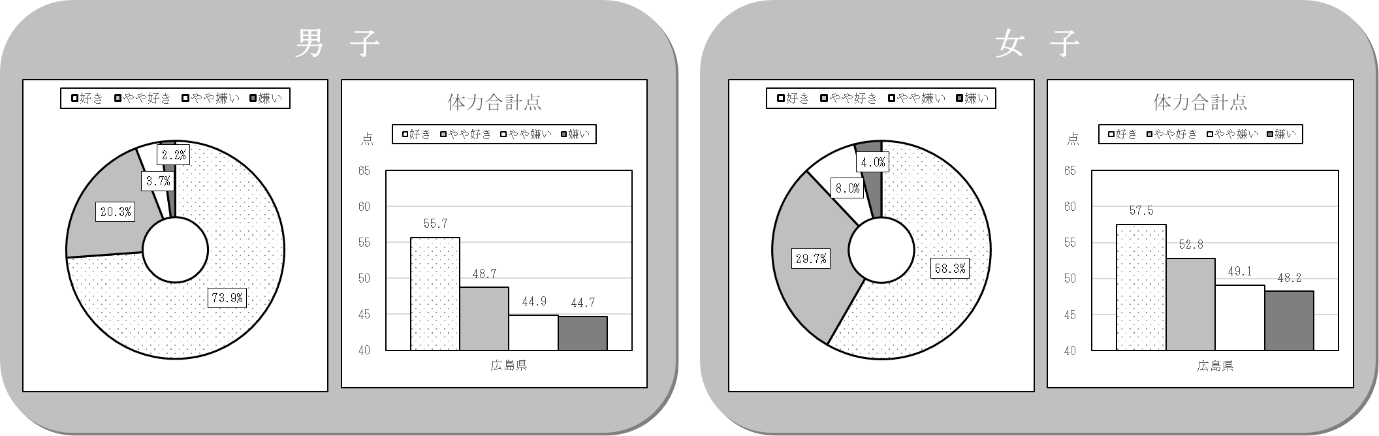 男 子
好き やや好き やや嫌い 嫌い
2.2%
3.7%
20.3%
73.9%
体力合計点
好き やや好き やや嫌い 嫌い
点
65
60
55
50
45
40
55.7
48.7
44.9
44.7
広島県
女 子
好き やや好き やや嫌い 嫌い
4.0%
8.0%
29.7%
58.3%
体力合計点
好き やや好き やや嫌い 嫌い
点
65
60
55
50
45
40
57.5
52.8
49.1
48.2
広島県